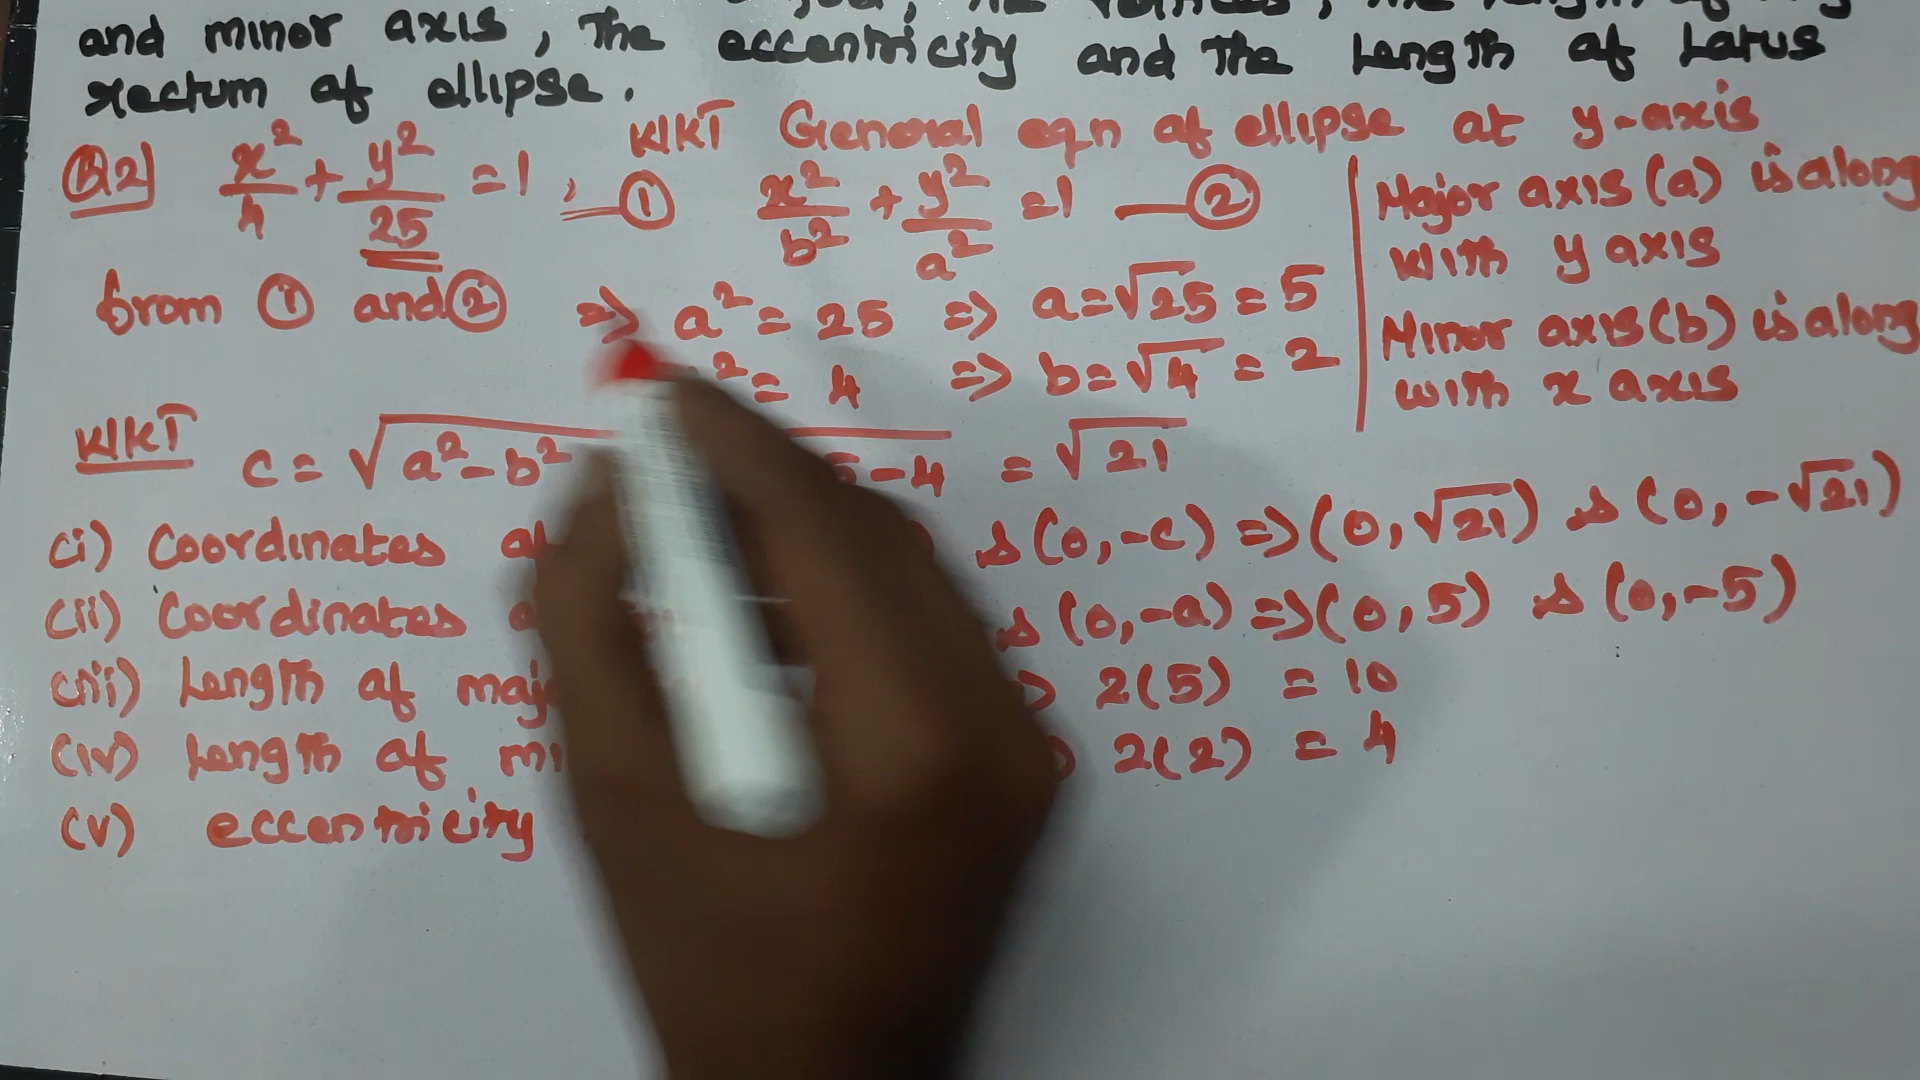 and minor axis, The eccentricity and The Length of Latus
rectum of ellipse.
Q2] x²/4 + y²/25 = 1, — ① WKT General eqn of ellipse at y-axis
x²/b² + y²/a² = 1 — ②
Major axis (a) is along
with y axis
Minor axis (b) is along
with x axis
from ① and ② => a² = 25 => a = √25 = 5
² = 4 => b = √4 = 2
WKT c = √a² - b² - 4 = √21
(i) Coordinates & (0, -c) => (0, √21) & (0, -√21)
(ii) Coordinates & (0, -a) => (0, 5) & (0, -5)
(iii) Length of 2(5) = 10
(iv) Length of 2(2) = 4
(v) eccentricity